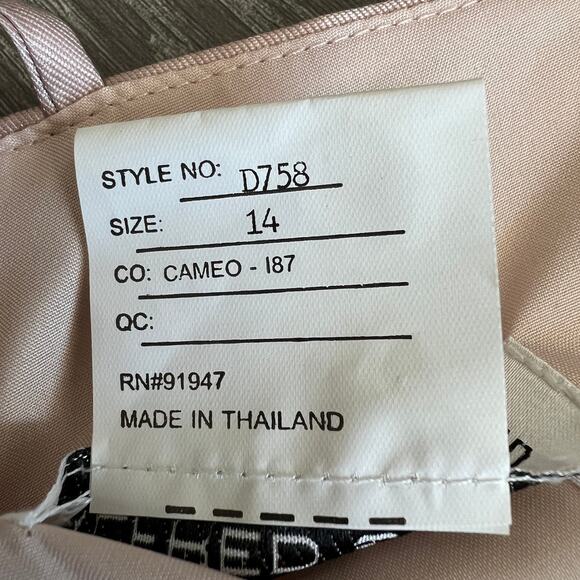 STYLE NO: D758
SIZE: 14
CO: CAMEO - I87
QC:
RN#91947
MADE IN THAILAND